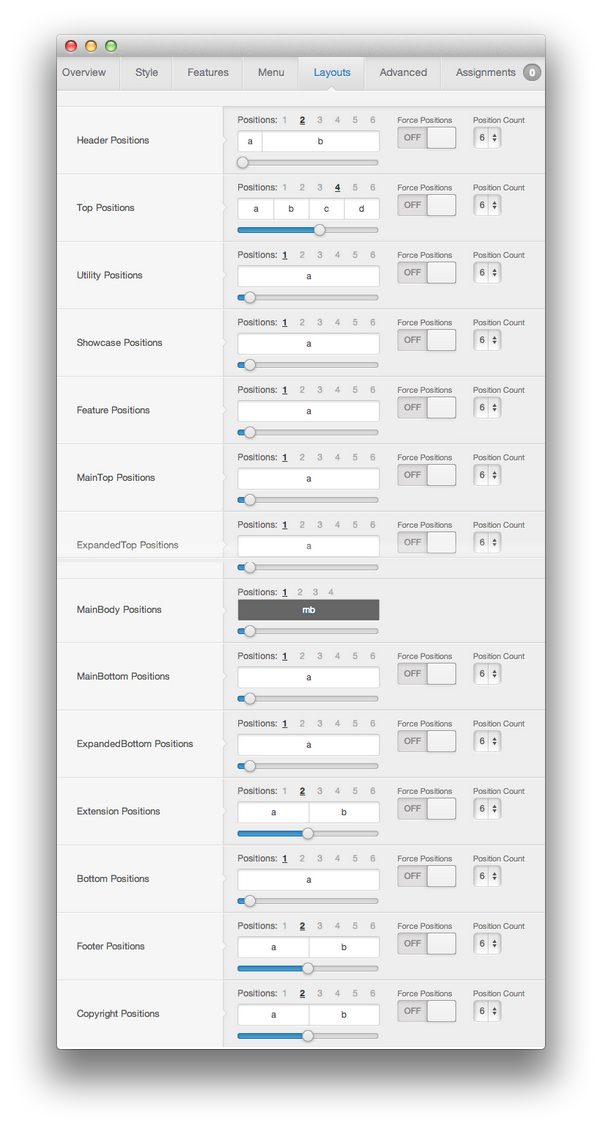 Overview Style Features Menu Layouts Advanced Assignments 0
Positions: 1 2 3 4 5 6 Force Positions Position Count
Header Positions a b OFF 6
Positions: 1 2 3 4 5 6 Force Positions Position Count
Top Positions a b c d OFF 6
Positions: 1 2 3 4 5 6 Force Positions Position Count
Utility Positions a OFF 6
Positions: 1 2 3 4 5 6 Force Positions Position Count
Showcase Positions a OFF 6
Positions: 1 2 3 4 5 6 Force Positions Position Count
Feature Positions a OFF 6
Positions: 1 2 3 4 5 6 Force Positions Position Count
MainTop Positions a OFF 6
Positions: 1 2 3 4 5 6 Force Positions Position Count
ExpandedTop Positions a OFF 6
Positions: 1 2 3 4
MainBody Positions mb
Positions: 1 2 3 4 5 6 Force Positions Position Count
MainBottom Positions a OFF 6
Positions: 1 2 3 4 5 6 Force Positions Position Count
ExpandedBottom Positions a OFF 6
Positions: 1 2 3 4 5 6 Force Positions Position Count
Extension Positions a b OFF 6
Positions: 1 2 3 4 5 6 Force Positions Position Count
Bottom Positions a OFF 6
Positions: 1 2 3 4 5 6 Force Positions Position Count
Footer Positions a b OFF 6
Positions: 1 2 3 4 5 6 Force Positions Position Count
Copyright Positions a b OFF 6